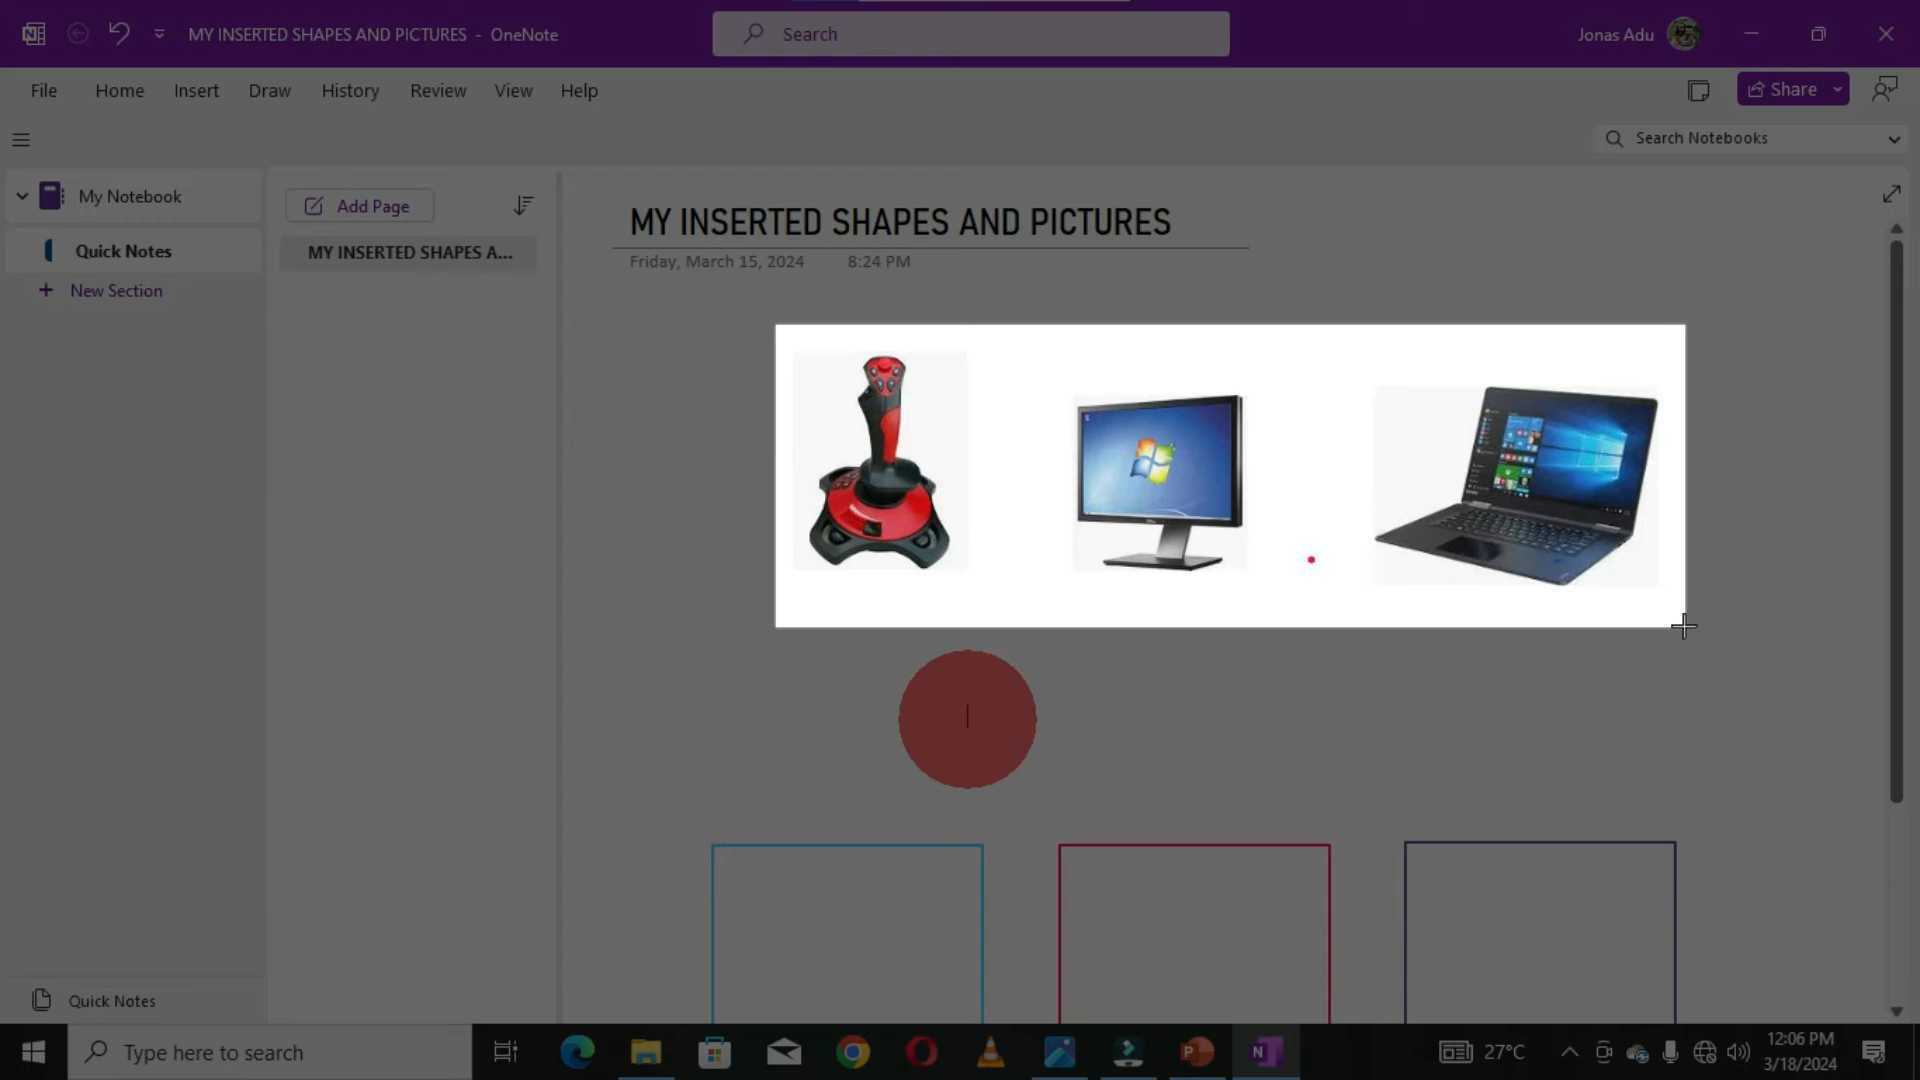 MY INSERTED SHAPES AND PICTURES - OneNote
Search
Jonas Adu
File
Home
Insert
Draw
History
Review
View
Help
Share
Search Notebooks
My Notebook
Add Page
MY INSERTED SHAPES AND PICTURES
Quick Notes
MY INSERTED SHAPES A...
Friday, March 15, 2024
8:24 PM
+ New Section
Quick Notes
Type here to search
27°C
12:06 PM
3/18/2024